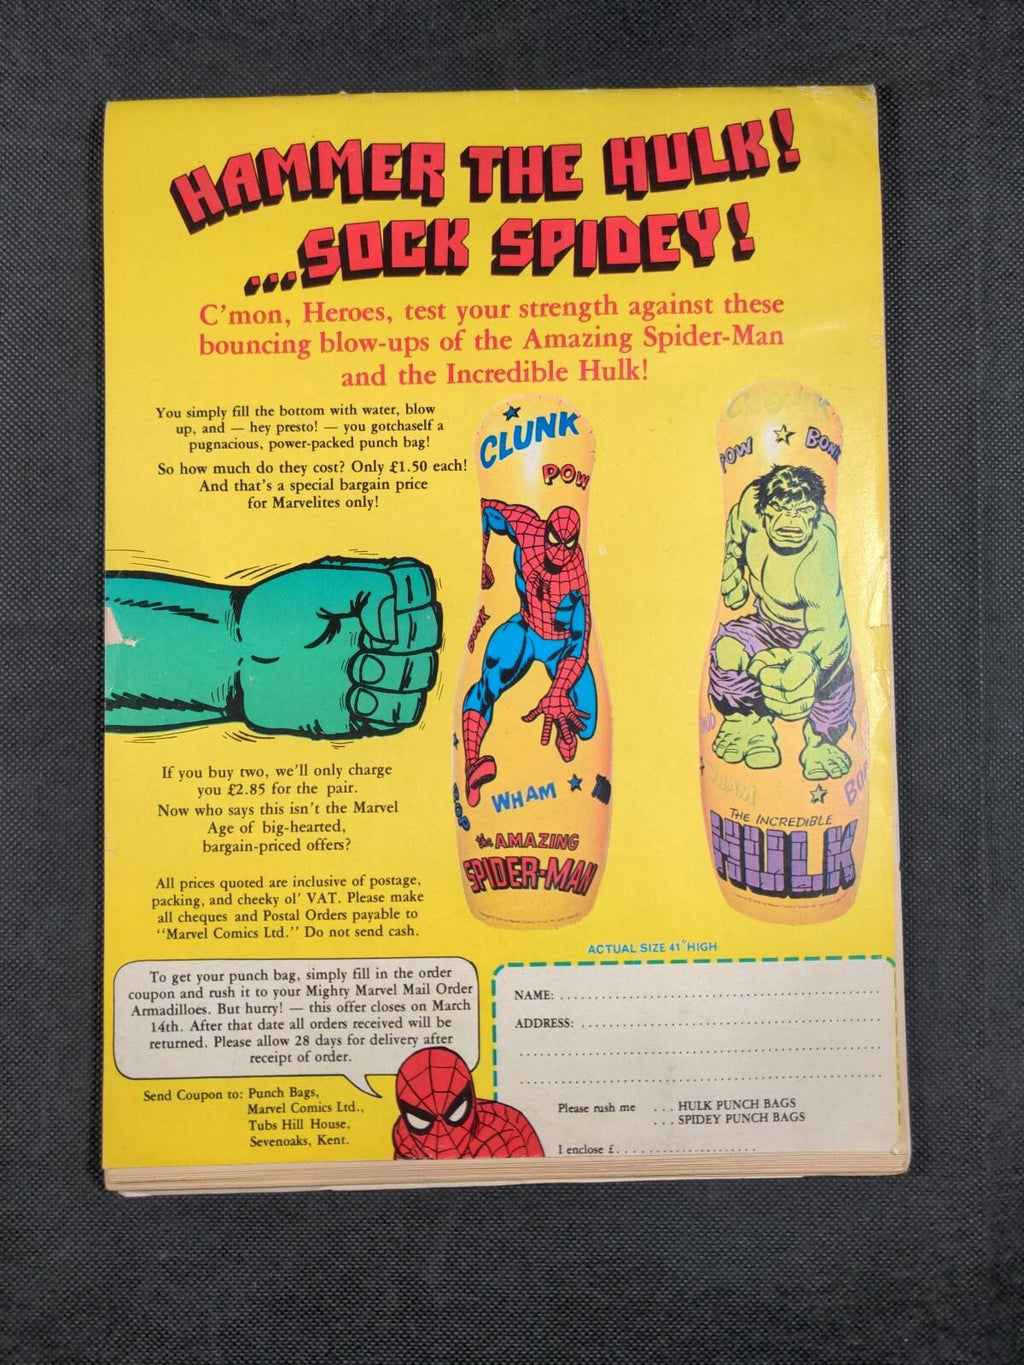 HAMMER THE HULK!
...SOCK SPIDEY!
C'mon, Heroes, test your strength against these
bouncing blow-ups of the Amazing Spider-Man
and the Incredible Hulk!
You simply fill the bottom with water, blow
up, and — hey presto! — you gotchaself a
pugnacious, power-packed punch bag!
So how much do they cost? Only £1.50 each!
And that's a special bargain price
for Marvelites only!
CLUNK
POW
BONK
WHAM
POP
the AMAZING
SPIDER-MAN
CLUNK
POW
BONK
WHAM
THE INCREDIBLE
HULK
If you buy two, we'll only charge
you £2.85 for the pair.
Now who says this isn't the Marvel
Age of big-hearted,
bargain-priced offers?
All prices quoted are inclusive of postage,
packing, and cheeky ol' VAT. Please make
all cheques and Postal Orders payable to
"Marvel Comics Ltd." Do not send cash.
ACTUAL SIZE 41" HIGH
To get your punch bag, simply fill in the order
coupon and rush it to your Mighty Marvel Mail Order
Armadilloes. But hurry! — this offer closes on March
14th. After that date all orders received will be
returned. Please allow 28 days for delivery after
receipt of order.
Send Coupon to: Punch Bags,
Marvel Comics Ltd.,
Tubs Hill House,
Sevenoaks, Kent.
NAME: ........................................
ADDRESS: ........................................
........................................
........................................
Please rush me ... HULK PUNCH BAGS
... SPIDEY PUNCH BAGS
I enclose £......................